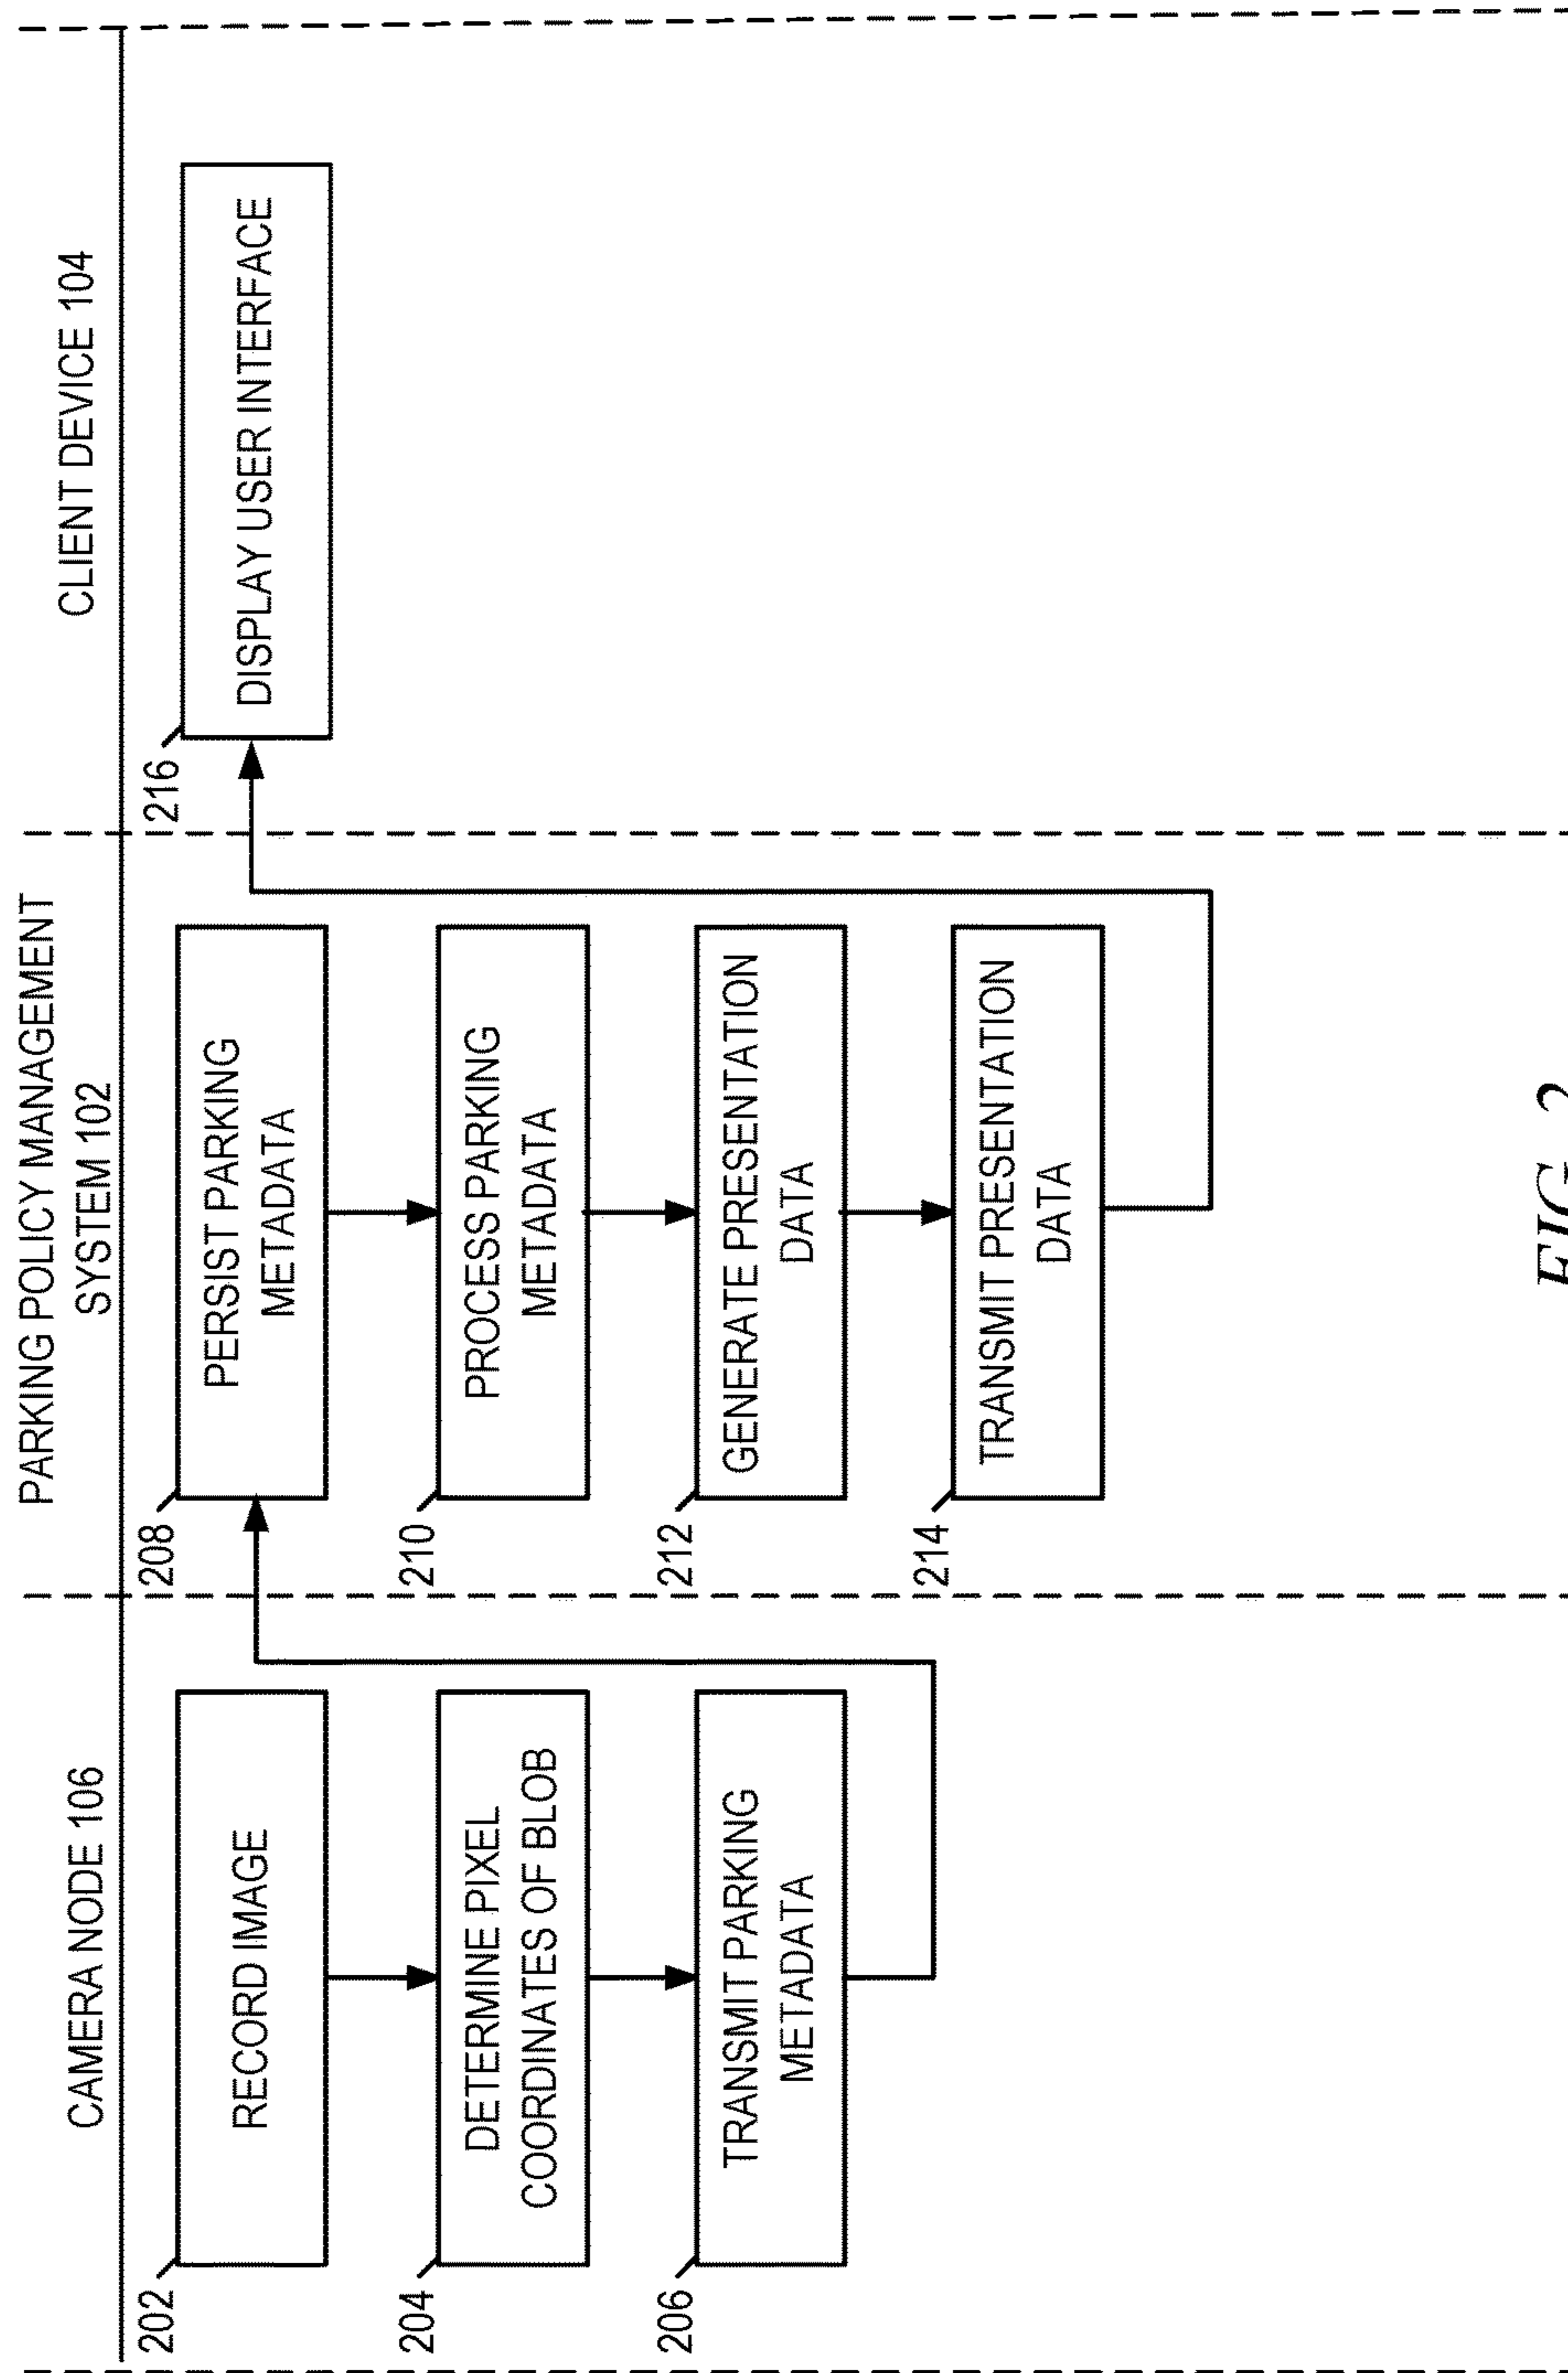 CAMERA NODE 106
202
RECORD IMAGE
204
DETERMINE PIXEL
COORDINATES OF BLOB
206
TRANSMIT PARKING
METADATA
PARKING POLICY MANAGEMENT
SYSTEM 102
208
PERSIST PARKING
METADATA
210
PROCESS PARKING
METADATA
212
GENERATE PRESENTATION
DATA
214
TRANSMIT PRESENTATION
DATA
CLIENT DEVICE 104
216
DISPLAY USER INTERFACE
FIG. 2